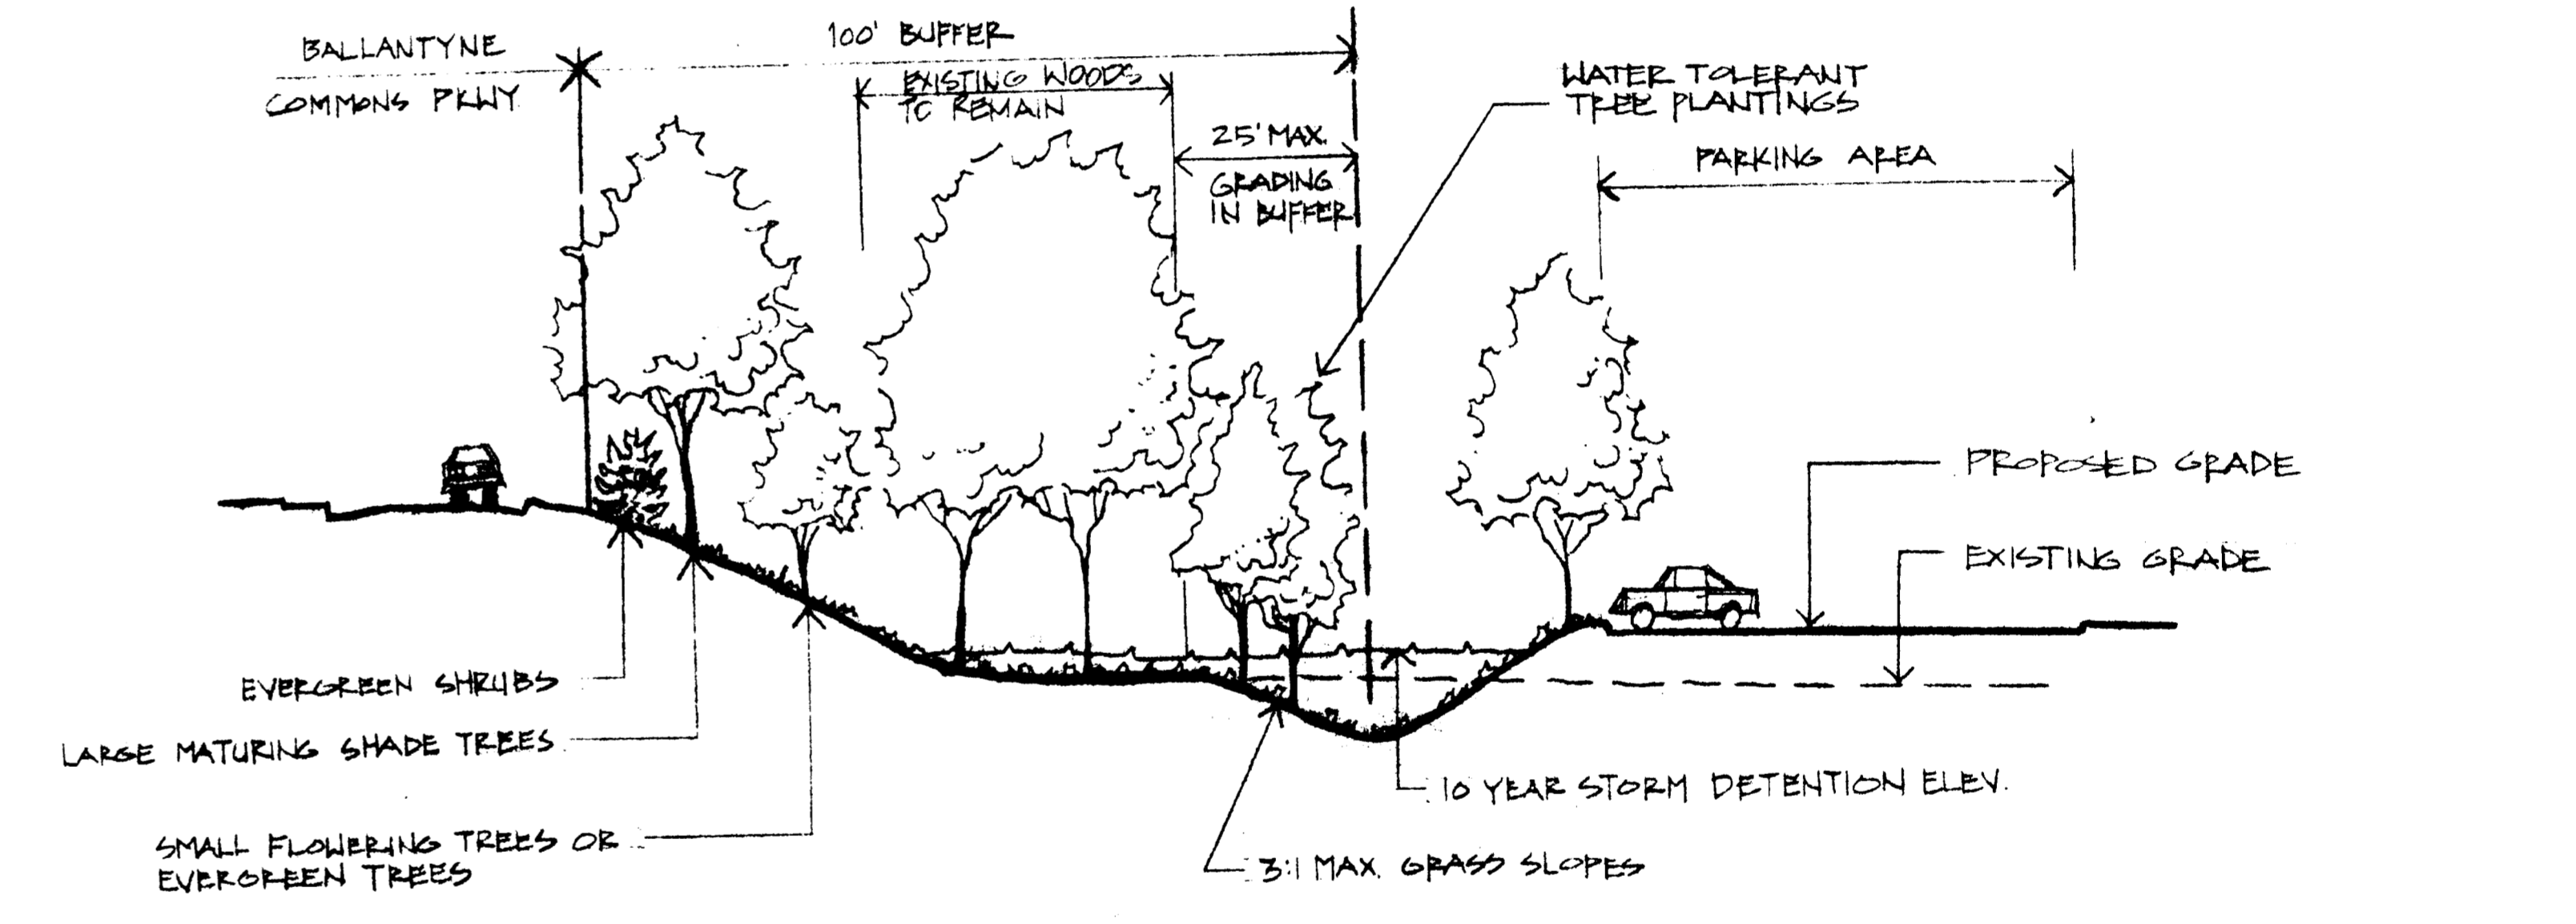 BALLANTYNE
COMMONS PKWY
100' BUFFER
EXISTING WOODS
TO REMAIN
25' MAX.
GRADING
IN BUFFER
WATER TOLERANT
TREE PLANTINGS
PARKING AREA
PROPOSED GRADE
EXISTING GRADE
EVERGREEN SHRUBS
LARGE MATURING SHADE TREES
SMALL FLOWERING TREES OR
EVERGREEN TREES
10 YEAR STORM DETENTION ELEV.
3:1 MAX. GRASS SLOPES